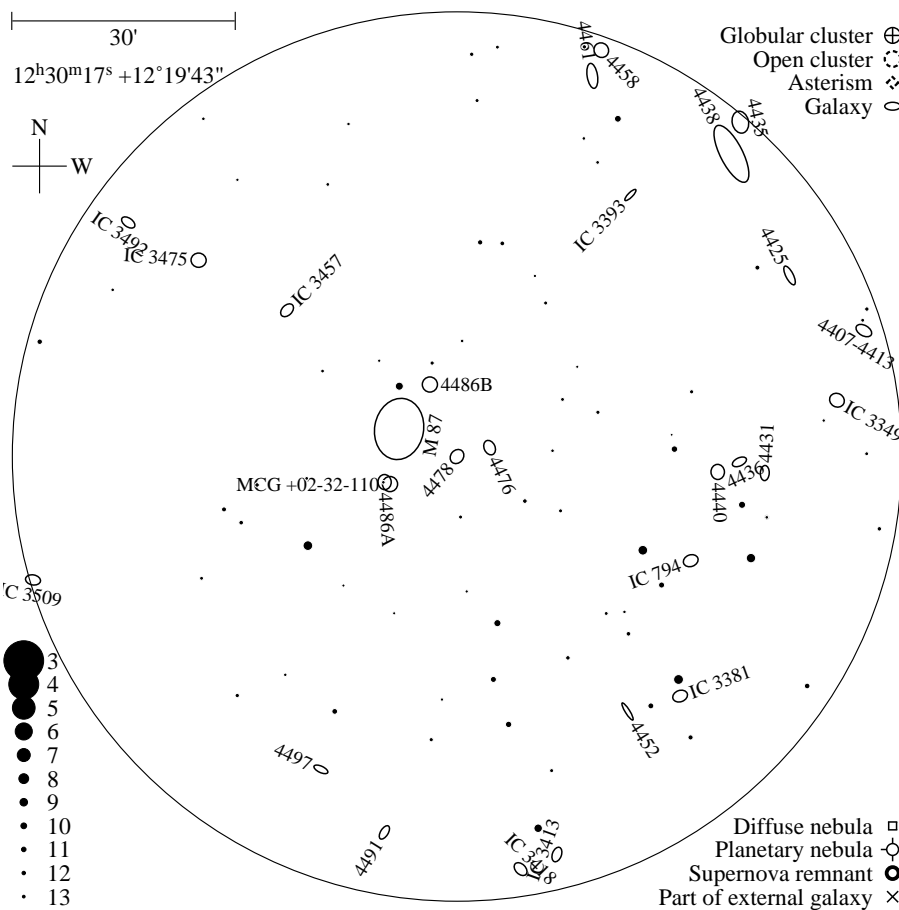 30'
12h30m17s +12°19'43"
N
W
Globular cluster
Open cluster
Asterism
Galaxy
4461
4458
4438
4435
IC 3393
IC 3492
IC 3475
IC 3457
4425
4407-4413
4486B
IC 3349
M 87
4431
4478
4476
4436
4440
MCG +02-32-110
4486A
IC 794
IC 3509
IC 3381
4452
4497
4491
IC 3418
IC 3413
3
4
5
6
7
8
9
10
11
12
13
Diffuse nebula
Planetary nebula
Supernova remnant
Part of external galaxy